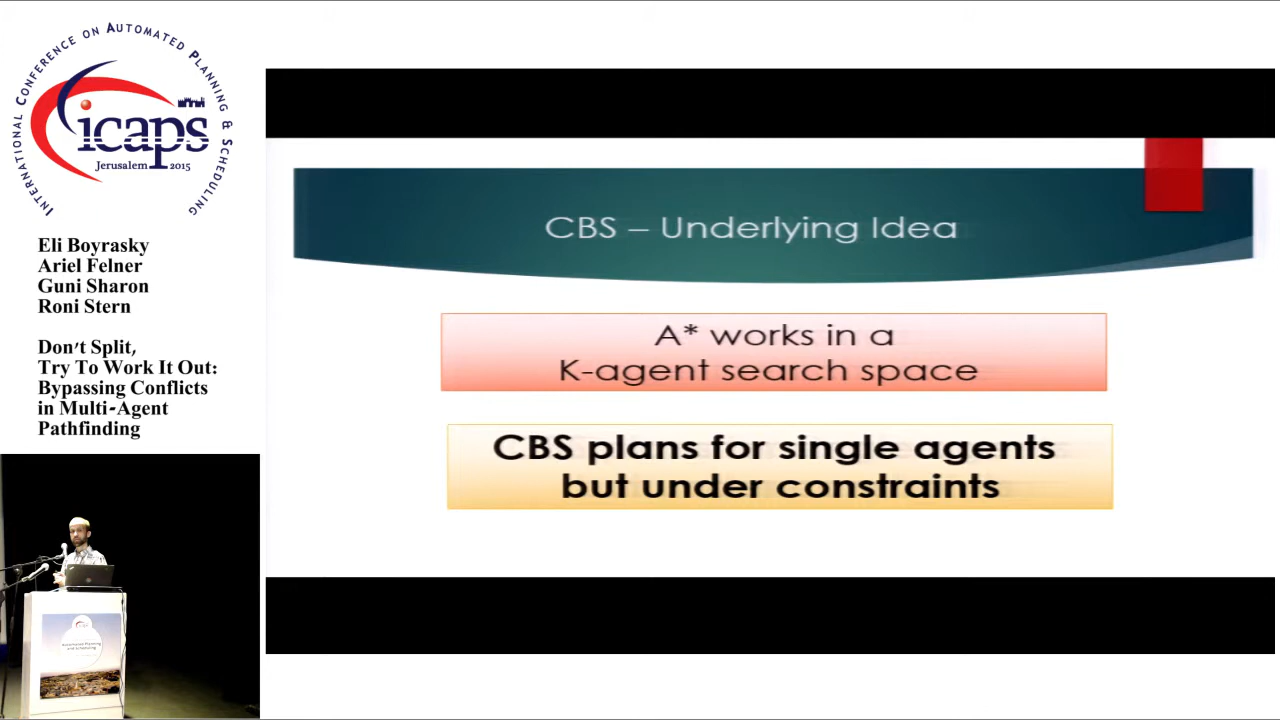 INTERNATIONAL CONFERENCE ON AUTOMATED PLANNING & SCHEDULING
icaps
Jerusalem 2015
Eli Boyrasky
Ariel Felner
Guni Sharon
Roni Stern
Don't Split,
Try To Work It Out:
Bypassing Conflicts
in Multi-Agent
Pathfinding
CBS – Underlying Idea
A* works in a
K-agent search space
CBS plans for single agents
but under constraints